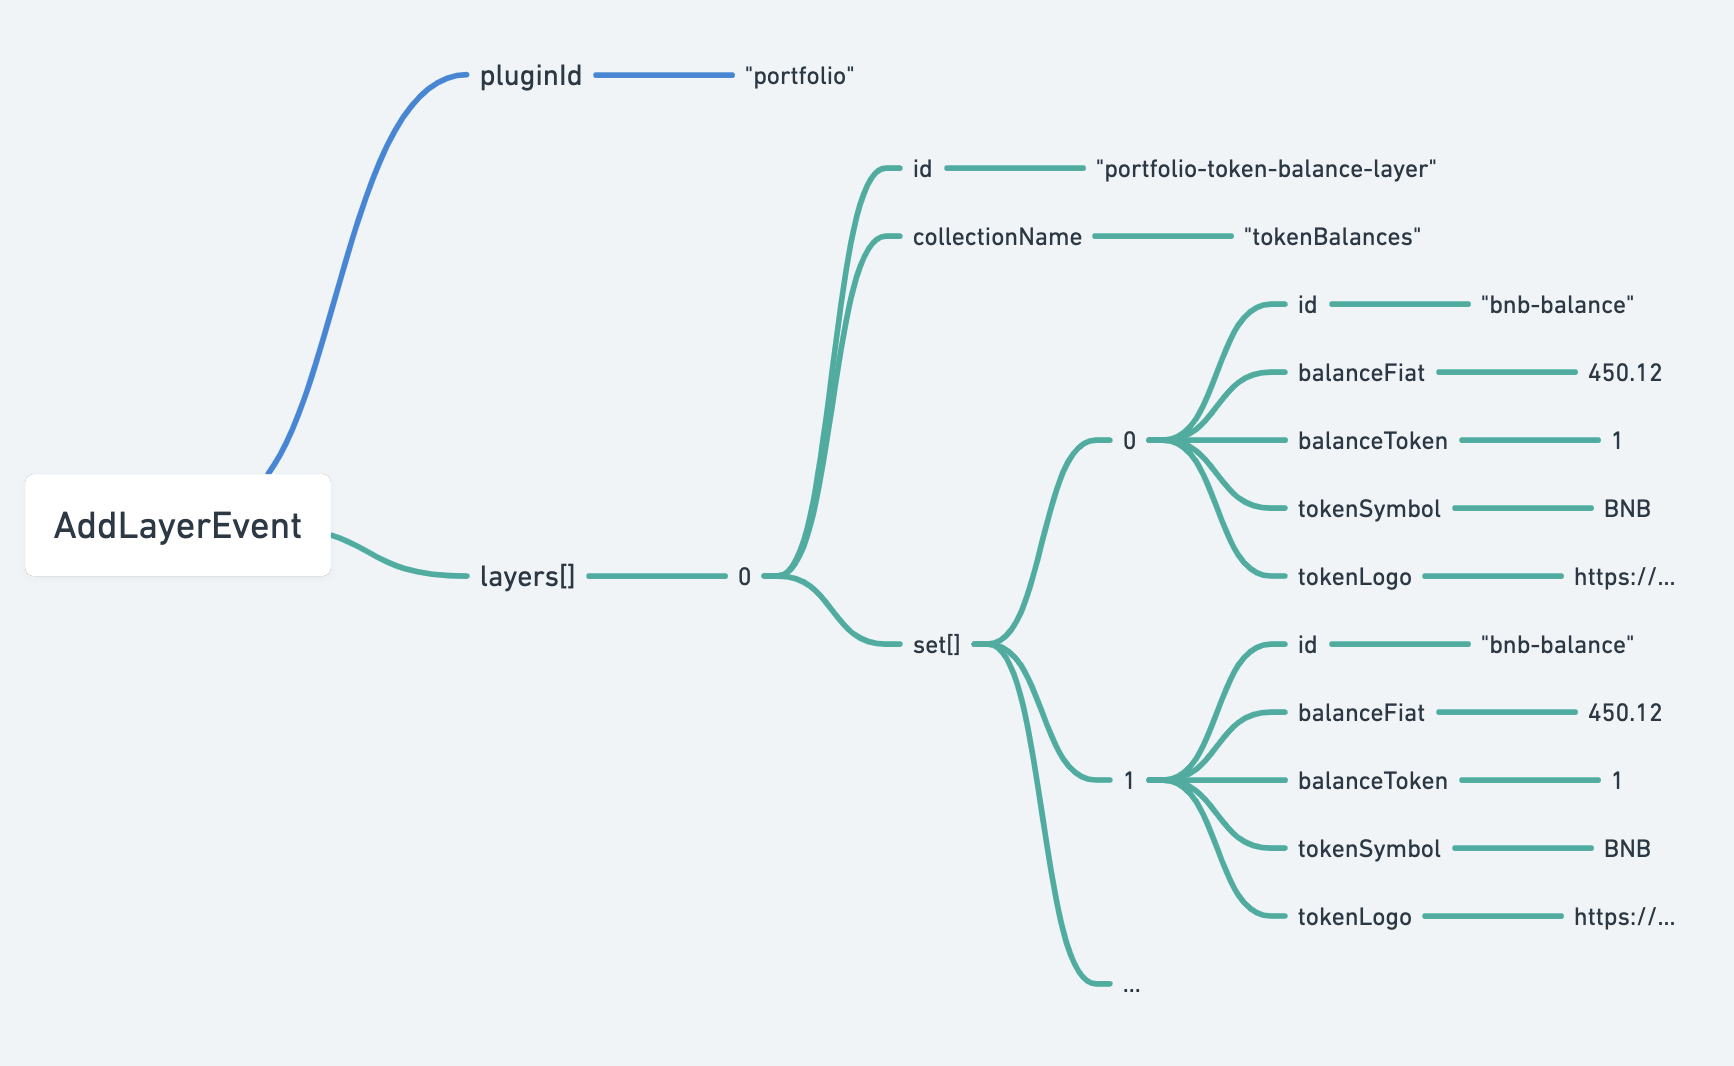 pluginId "portfolio"
id "portfolio-token-balance-layer"
collectionName "tokenBalances"
id "bnb-balance"
balanceFiat 450.12
0 balanceToken 1
tokenSymbol BNB
AddLayerEvent
layers[] 0 tokenLogo https://...
set[] id "bnb-balance"
balanceFiat 450.12
1 balanceToken 1
tokenSymbol BNB
tokenLogo https://...
...